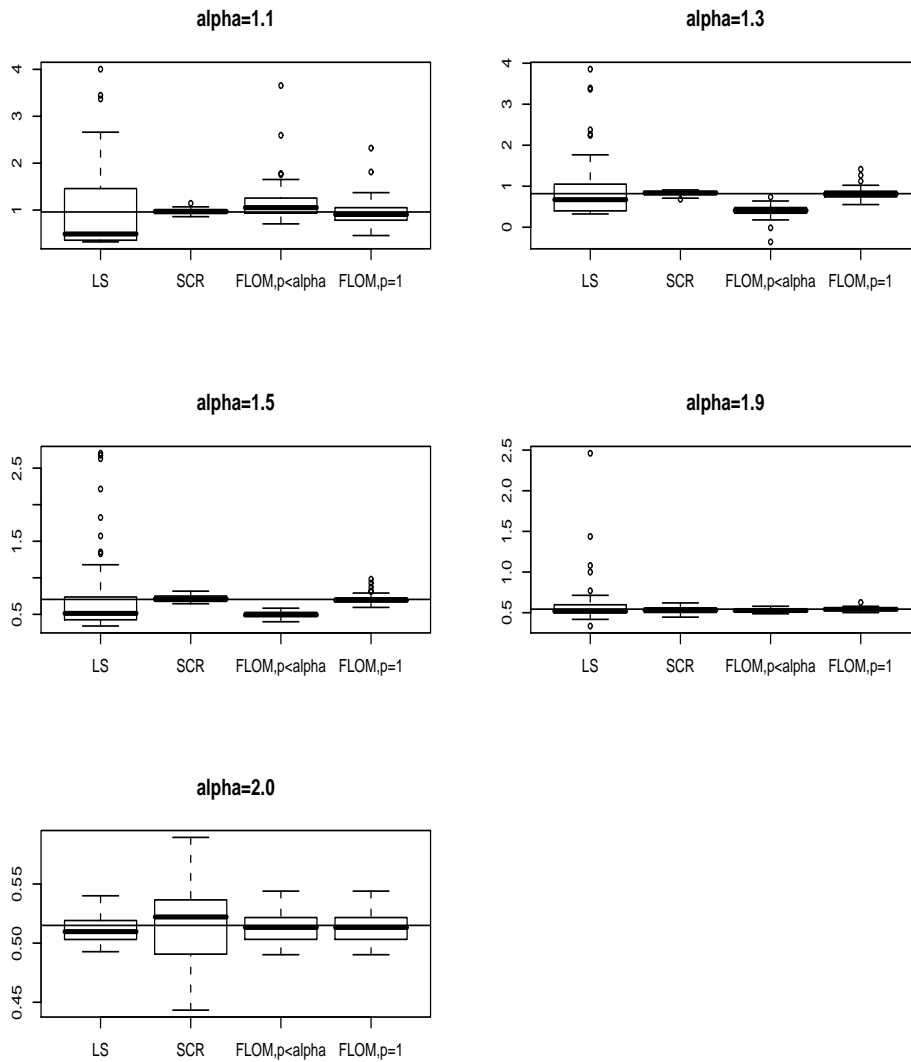 alpha=1.1
4
3
2
1
LS
SCR
FLOM,p<alpha
FLOM,p=1
alpha=1.3
4
3
2
1
0
LS
SCR
FLOM,p<alpha
FLOM,p=1
alpha=1.5
2.5
1.5
0.5
LS
SCR
FLOM,p<alpha
FLOM,p=1
alpha=1.9
2.5
2.0
1.5
1.0
0.5
LS
SCR
FLOM,p<alpha
FLOM,p=1
alpha=2.0
0.55
0.50
0.45
LS
SCR
FLOM,p<alpha
FLOM,p=1